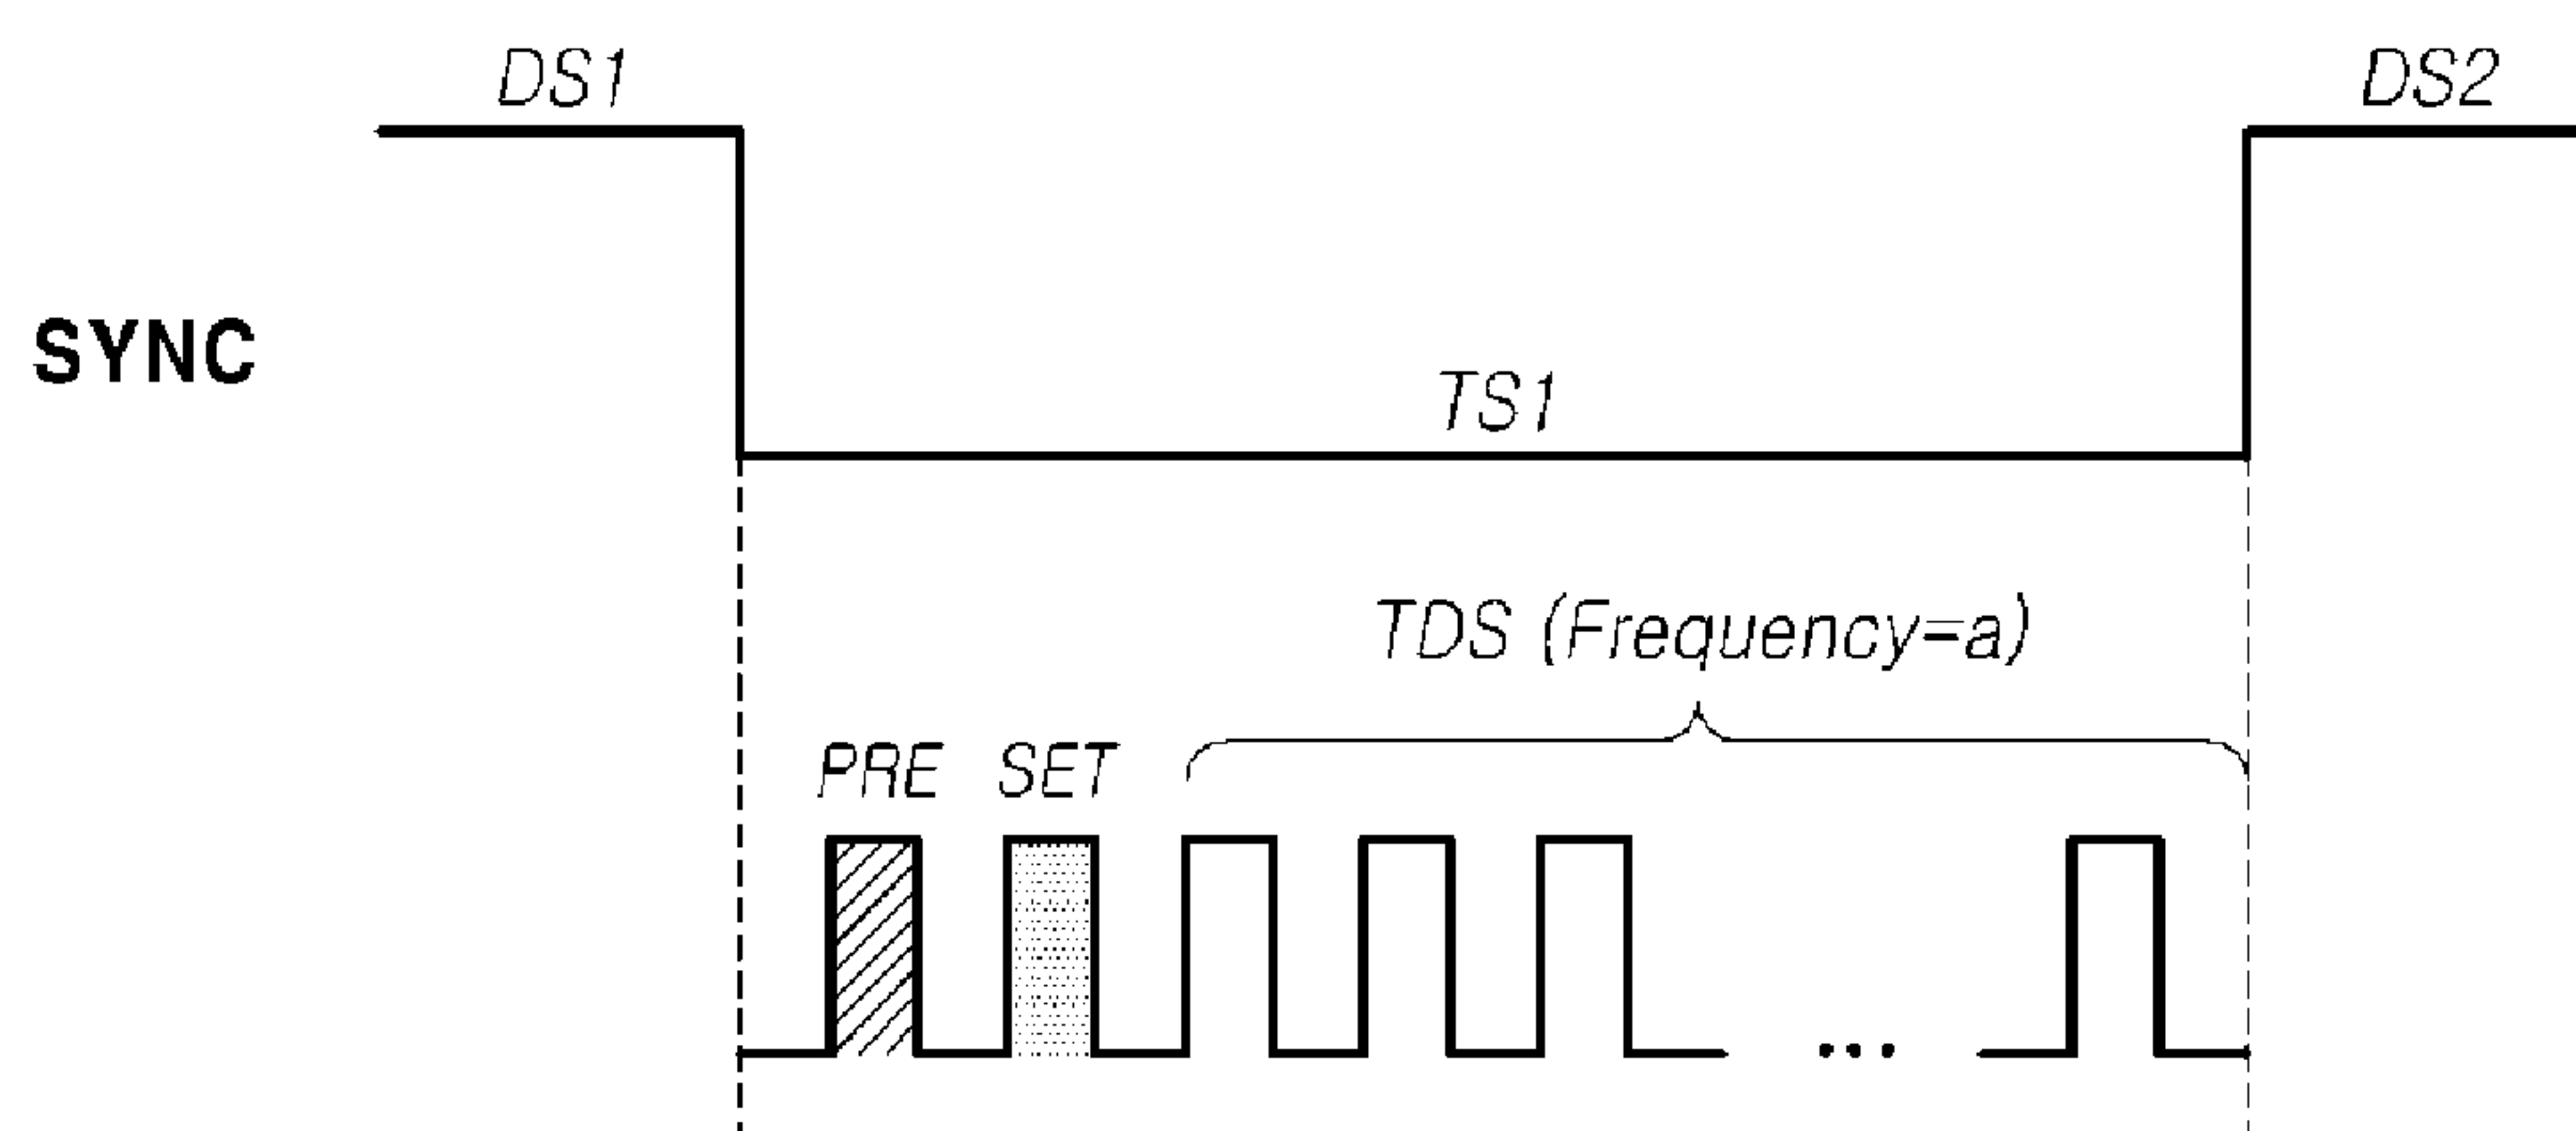 DS1
DS2
SYNC
TS1
TDS (Frequency=a)
PRE SET
...